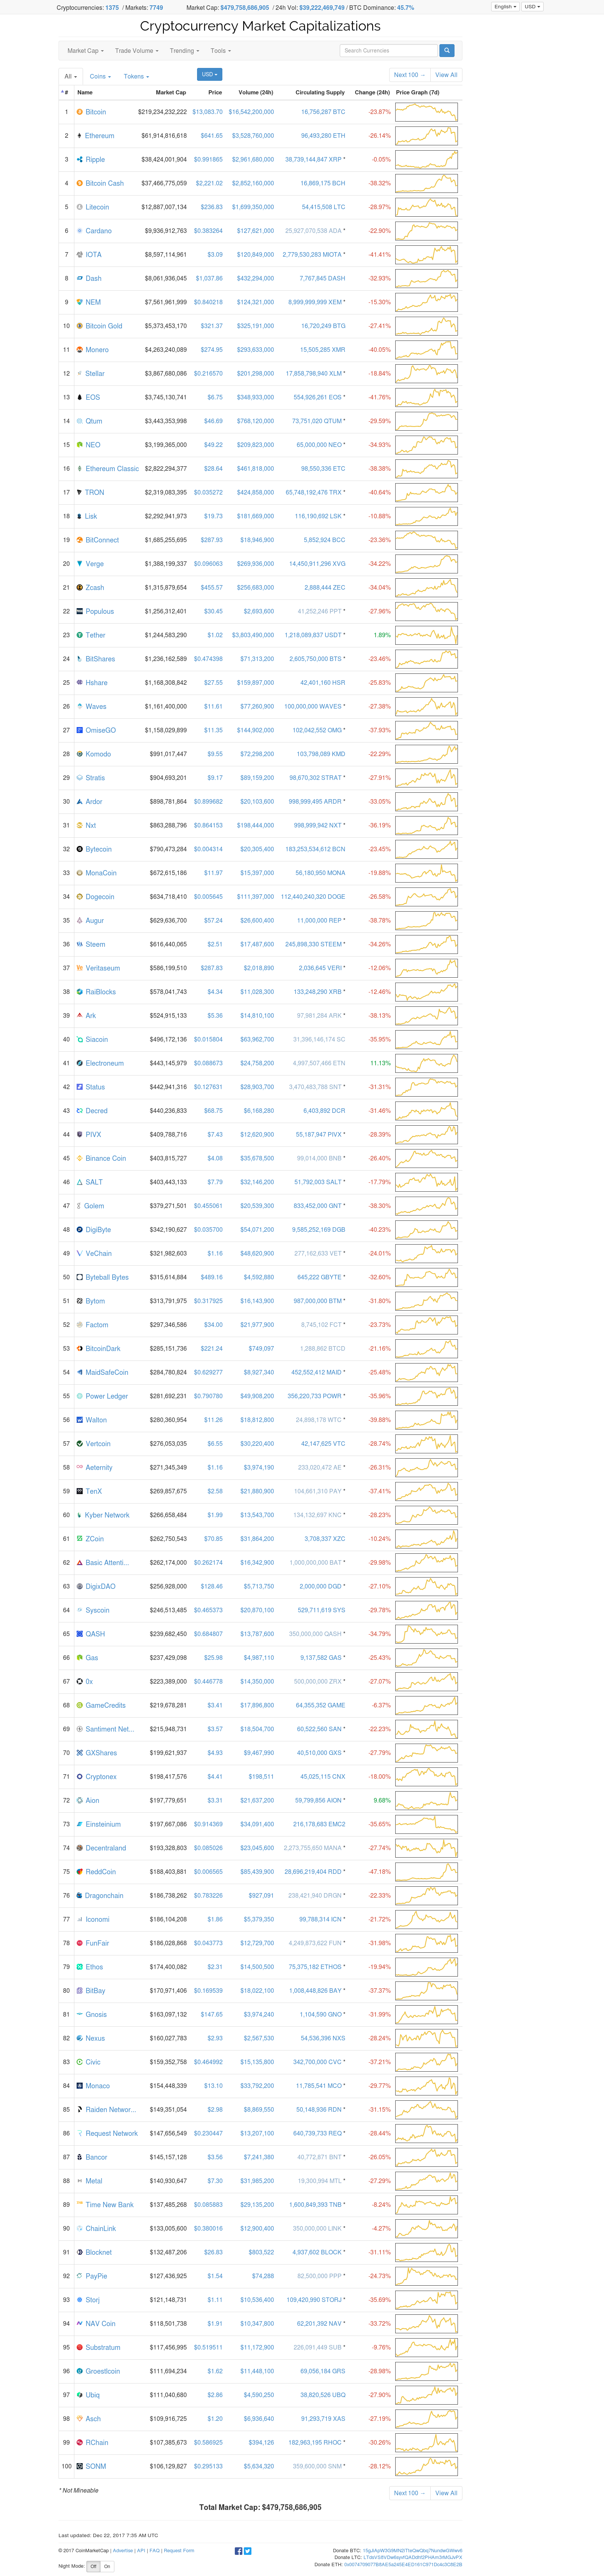 Cryptocurrencies: 1375 / Markets: 7749 Market Cap: $479,758,686,905 / 24h Vol: $39,222,469,749 / BTC Dominance: 45.7% English USD
Cryptocurrency Market Capitalizations
Market Cap Trade Volume Trending Tools Search Currencies
All Coins Tokens USD Next 100 → View All
# Name Market Cap Price Volume (24h) Circulating Supply Change (24h) Price Graph (7d)
1 Bitcoin $219,234,232,222 $13,083.70 $16,542,200,000 16,756,287 BTC -23.87%
2 Ethereum $61,914,816,618 $641.65 $3,528,760,000 96,493,280 ETH -26.14%
3 Ripple $38,424,001,904 $0.991865 $2,961,680,000 38,739,144,847 XRP * -0.05%
4 Bitcoin Cash $37,466,775,059 $2,221.02 $2,852,160,000 16,869,175 BCH -38.32%
5 Litecoin $12,887,007,134 $236.83 $1,699,350,000 54,415,508 LTC -28.97%
6 Cardano $9,936,912,763 $0.383264 $127,621,000 25,927,070,538 ADA * -22.90%
7 IOTA $8,597,114,961 $3.09 $120,849,000 2,779,530,283 MIOTA * -41.41%
8 Dash $8,061,936,045 $1,037.86 $432,294,000 7,767,845 DASH -32.93%
9 NEM $7,561,961,999 $0.840218 $124,321,000 8,999,999,999 XEM * -15.30%
10 Bitcoin Gold $5,373,453,170 $321.37 $325,191,000 16,720,249 BTG -27.41%
11 Monero $4,263,240,089 $274.95 $293,633,000 15,505,285 XMR -40.05%
12 Stellar $3,867,680,086 $0.216570 $201,298,000 17,858,798,940 XLM * -18.84%
13 EOS $3,745,130,741 $6.75 $348,933,000 554,926,261 EOS * -41.76%
14 Qtum $3,443,353,998 $46.69 $768,120,000 73,751,020 QTUM * -29.59%
15 NEO $3,199,365,000 $49.22 $209,823,000 65,000,000 NEO * -34.93%
16 Ethereum Classic $2,822,294,377 $28.64 $461,818,000 98,550,336 ETC -38.38%
17 TRON $2,319,083,395 $0.035272 $424,858,000 65,748,192,476 TRX * -40.64%
18 Lisk $2,292,941,973 $19.73 $181,669,000 116,190,692 LSK * -10.88%
19 BitConnect $1,685,255,695 $287.93 $18,946,900 5,852,924 BCC -23.36%
20 Verge $1,388,199,337 $0.096063 $269,936,000 14,450,911,296 XVG -34.22%
21 Zcash $1,315,879,654 $455.57 $256,683,000 2,888,444 ZEC -34.04%
22 Populous $1,256,312,401 $30.45 $2,693,600 41,252,246 PPT * -27.96%
23 Tether $1,244,583,290 $1.02 $3,803,490,000 1,218,089,837 USDT * 1.89%
24 BitShares $1,236,162,589 $0.474398 $71,313,200 2,605,750,000 BTS * -23.46%
25 Hshare $1,168,308,842 $27.55 $159,897,000 42,401,160 HSR -25.83%
26 Waves $1,161,400,000 $11.61 $77,260,900 100,000,000 WAVES * -27.38%
27 OmiseGO $1,158,029,899 $11.35 $144,902,000 102,042,552 OMG * -37.93%
28 Komodo $991,017,447 $9.55 $72,298,200 103,798,089 KMD -22.29%
29 Stratis $904,693,201 $9.17 $89,159,200 98,670,302 STRAT * -27.91%
30 Ardor $898,781,864 $0.899682 $20,103,600 998,999,495 ARDR * -33.05%
31 Nxt $863,288,796 $0.864153 $198,444,000 998,999,942 NXT * -36.19%
32 Bytecoin $790,473,284 $0.004314 $20,305,400 183,253,534,612 BCN -23.45%
33 MonaCoin $672,615,186 $11.97 $15,397,000 56,180,950 MONA -19.88%
34 Dogecoin $634,718,410 $0.005645 $111,397,000 112,440,240,320 DOGE -26.58%
35 Augur $629,636,700 $57.24 $26,600,400 11,000,000 REP * -38.78%
36 Steem $616,440,065 $2.51 $17,487,600 245,898,330 STEEM * -34.26%
37 Veritaseum $586,199,510 $287.83 $2,018,890 2,036,645 VERI * -12.06%
38 RaiBlocks $578,041,743 $4.34 $11,028,300 133,248,290 XRB * -12.46%
39 Ark $524,915,133 $5.36 $14,810,100 97,981,284 ARK * -38.13%
40 Siacoin $496,172,136 $0.015804 $63,962,700 31,396,146,174 SC -35.95%
41 Electroneum $443,145,979 $0.088673 $24,758,200 4,997,507,466 ETN 11.13%
42 Status $442,941,316 $0.127631 $28,903,700 3,470,483,788 SNT * -31.31%
43 Decred $440,236,833 $68.75 $6,168,280 6,403,892 DCR -31.46%
44 PIVX $409,788,716 $7.43 $12,620,900 55,187,947 PIVX * -28.39%
45 Binance Coin $403,815,727 $4.08 $35,678,500 99,014,000 BNB * -26.40%
46 SALT $403,443,133 $7.79 $32,146,200 51,792,003 SALT * -17.79%
47 Golem $379,271,501 $0.455061 $20,539,300 833,452,000 GNT * -38.30%
48 DigiByte $342,190,627 $0.035700 $54,071,200 9,585,252,169 DGB -40.23%
49 VeChain $321,982,603 $1.16 $48,620,900 277,162,633 VET * -24.01%
50 Byteball Bytes $315,614,884 $489.16 $4,592,880 645,222 GBYTE * -32.60%
51 Bytom $313,791,975 $0.317925 $16,143,900 987,000,000 BTM * -31.80%
52 Factom $297,346,586 $34.00 $21,977,900 8,745,102 FCT * -23.73%
53 BitcoinDark $285,151,736 $221.24 $749,097 1,288,862 BTCD -21.16%
54 MaidSafeCoin $284,780,824 $0.629277 $8,927,340 452,552,412 MAID * -25.48%
55 Power Ledger $281,692,231 $0.790780 $49,908,200 356,220,733 POWR * -35.96%
56 Walton $280,360,954 $11.26 $18,812,800 24,898,178 WTC * -39.88%
57 Vertcoin $276,053,035 $6.55 $30,220,400 42,147,625 VTC -28.74%
58 Aeternity $271,345,349 $1.16 $3,974,190 233,020,472 AE * -26.31%
59 TenX $269,857,675 $2.58 $21,880,900 104,661,310 PAY * -37.41%
60 Kyber Network $266,658,484 $1.99 $13,543,700 134,132,697 KNC * -28.23%
61 ZCoin $262,750,543 $70.85 $31,864,200 3,708,337 XZC -10.24%
62 Basic Attenti... $262,174,000 $0.262174 $16,342,900 1,000,000,000 BAT * -29.98%
63 DigixDAO $256,928,000 $128.46 $5,713,750 2,000,000 DGD * -27.10%
64 Syscoin $246,513,485 $0.465373 $20,870,100 529,711,619 SYS -29.78%
65 QASH $239,682,450 $0.684807 $13,787,600 350,000,000 QASH * -34.79%
66 Gas $237,429,098 $25.98 $4,987,110 9,137,582 GAS * -25.43%
67 0x $223,389,000 $0.446778 $14,350,000 500,000,000 ZRX * -27.07%
68 GameCredits $219,678,281 $3.41 $17,896,800 64,355,352 GAME -6.37%
69 Santiment Net... $215,948,731 $3.57 $18,504,700 60,522,560 SAN * -22.23%
70 GXShares $199,621,937 $4.93 $9,467,990 40,510,000 GXS * -27.79%
71 Cryptonex $198,417,576 $4.41 $198,511 45,025,115 CNX -18.00%
72 Aion $197,779,651 $3.31 $21,637,200 59,799,856 AION * 9.68%
73 Einsteinium $197,667,086 $0.914369 $34,091,400 216,178,683 EMC2 -35.65%
74 Decentraland $193,328,803 $0.085026 $23,045,600 2,273,755,650 MANA * -27.74%
75 ReddCoin $188,403,881 $0.006565 $85,439,900 28,696,219,404 RDD * -47.18%
76 Dragonchain $186,738,262 $0.783226 $927,091 238,421,940 DRGN * -22.33%
77 Iconomi $186,104,208 $1.86 $5,379,350 99,788,314 ICN * -21.72%
78 FunFair $186,028,868 $0.043773 $12,729,700 4,249,873,622 FUN * -31.98%
79 Ethos $174,400,082 $2.31 $14,500,500 75,375,182 ETHOS * -19.94%
80 BitBay $170,971,406 $0.169539 $18,022,100 1,008,448,826 BAY * -37.37%
81 Gnosis $163,097,132 $147.65 $3,974,240 1,104,590 GNO * -31.99%
82 Nexus $160,027,783 $2.93 $2,567,530 54,536,396 NXS -28.24%
83 Civic $159,352,758 $0.464992 $15,135,800 342,700,000 CVC * -37.21%
84 Monaco $154,448,339 $13.10 $33,792,200 11,785,541 MCO * -29.77%
85 Raiden Networ... $149,351,054 $2.98 $8,869,550 50,148,936 RDN * -31.15%
86 Request Network $147,656,549 $0.230447 $13,207,100 640,739,733 REQ * -28.44%
87 Bancor $145,157,128 $3.56 $7,241,380 40,772,871 BNT * -26.05%
88 Metal $140,930,647 $7.30 $31,985,200 19,300,994 MTL * -27.29%
89 Time New Bank $137,485,268 $0.085883 $29,135,200 1,600,849,393 TNB * -8.24%
90 ChainLink $133,005,600 $0.380016 $12,900,400 350,000,000 LINK * -4.27%
91 Blocknet $132,487,206 $26.83 $803,522 4,937,602 BLOCK * -31.11%
92 PayPie $127,436,925 $1.54 $74,288 82,500,000 PPP * -24.73%
93 Storj $121,148,731 $1.11 $10,536,400 109,420,990 STORJ * -35.69%
94 NAV Coin $118,501,738 $1.91 $10,347,800 62,201,392 NAV * -33.72%
95 Substratum $117,456,995 $0.519511 $11,172,900 226,091,449 SUB * -9.76%
96 Groestlcoin $111,694,234 $1.62 $11,448,100 69,056,184 GRS -28.98%
97 Ubiq $111,040,680 $2.86 $4,590,250 38,820,526 UBQ -27.90%
98 Asch $109,916,725 $1.20 $6,936,640 91,293,719 XAS -27.19%
99 RChain $107,385,673 $0.586925 $394,126 182,963,195 RHOC * -30.26%
100 SONM $106,129,827 $0.295133 $5,634,320 359,600,000 SNM * -28.12%
* Not Mineable Next 100 → View All
Total Market Cap: $479,758,686,905
Last updated: Dec 22, 2017 7:35 AM UTC
© 2017 CoinMarketCap | Advertise | API | FAQ | Request Form
Donate BTC:
Donate LTC:
Night Mode: Off On Donate ETH: